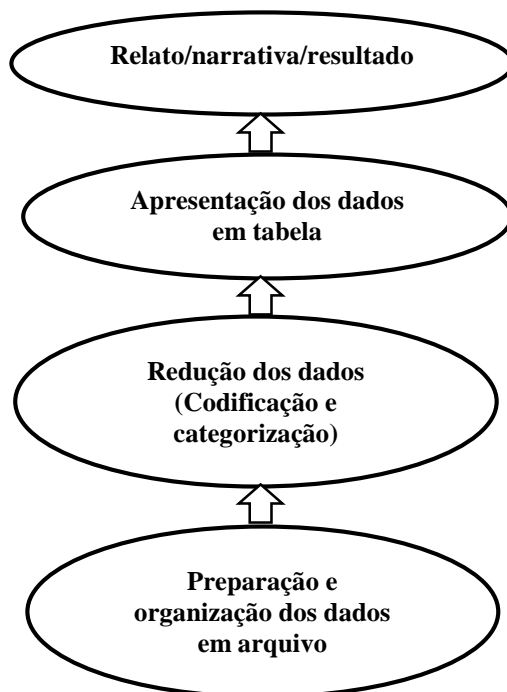 Relato/narrativa/resultado
Apresentação dos dados
em tabela
Redução dos dados
(Codificação e
categorização)
Preparação e
organização dos dados
em arquivo